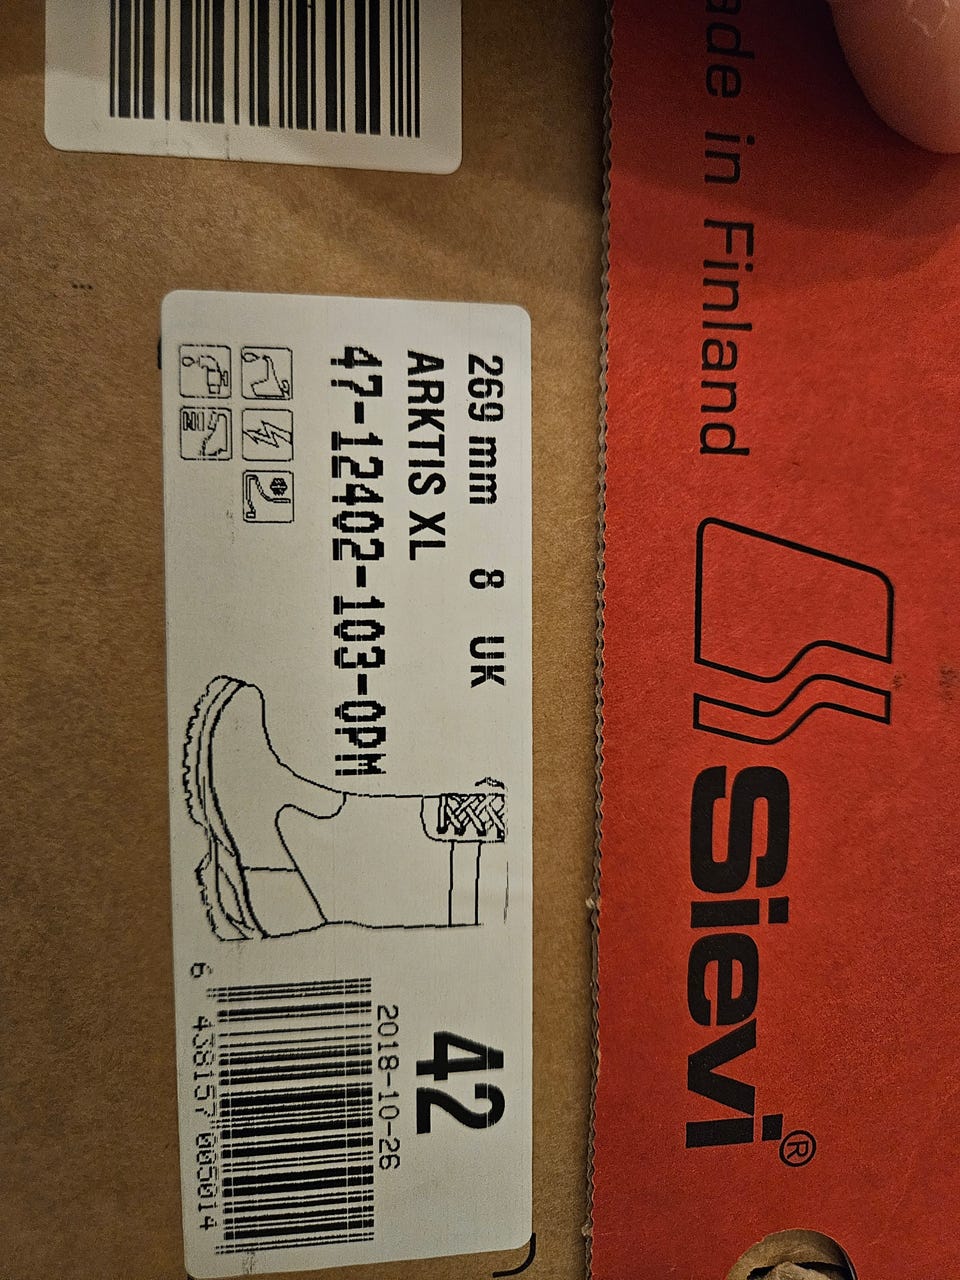 ade in Finland
Sievi®
269 mm 8 UK
42
ARKTIS XL
47-12402-103-OPM
2018-10-26
6 438157 005014